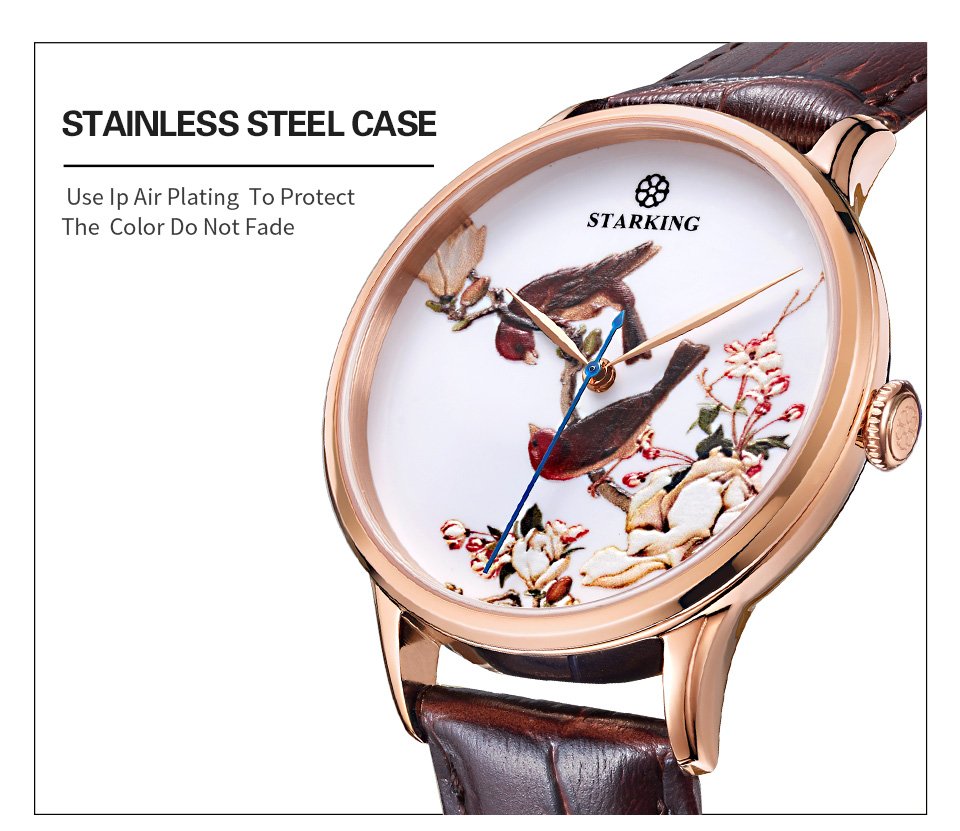 STAINLESS STEEL CASE
Use Ip Air Plating To Protect
The Color Do Not Fade
STARKING